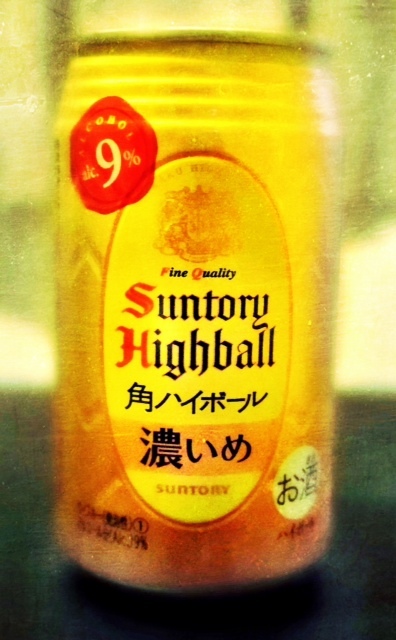 alc. 9%
Fine Quality
Suntory
Highball
角ハイボール
濃いめ
SUNTORY
お酒